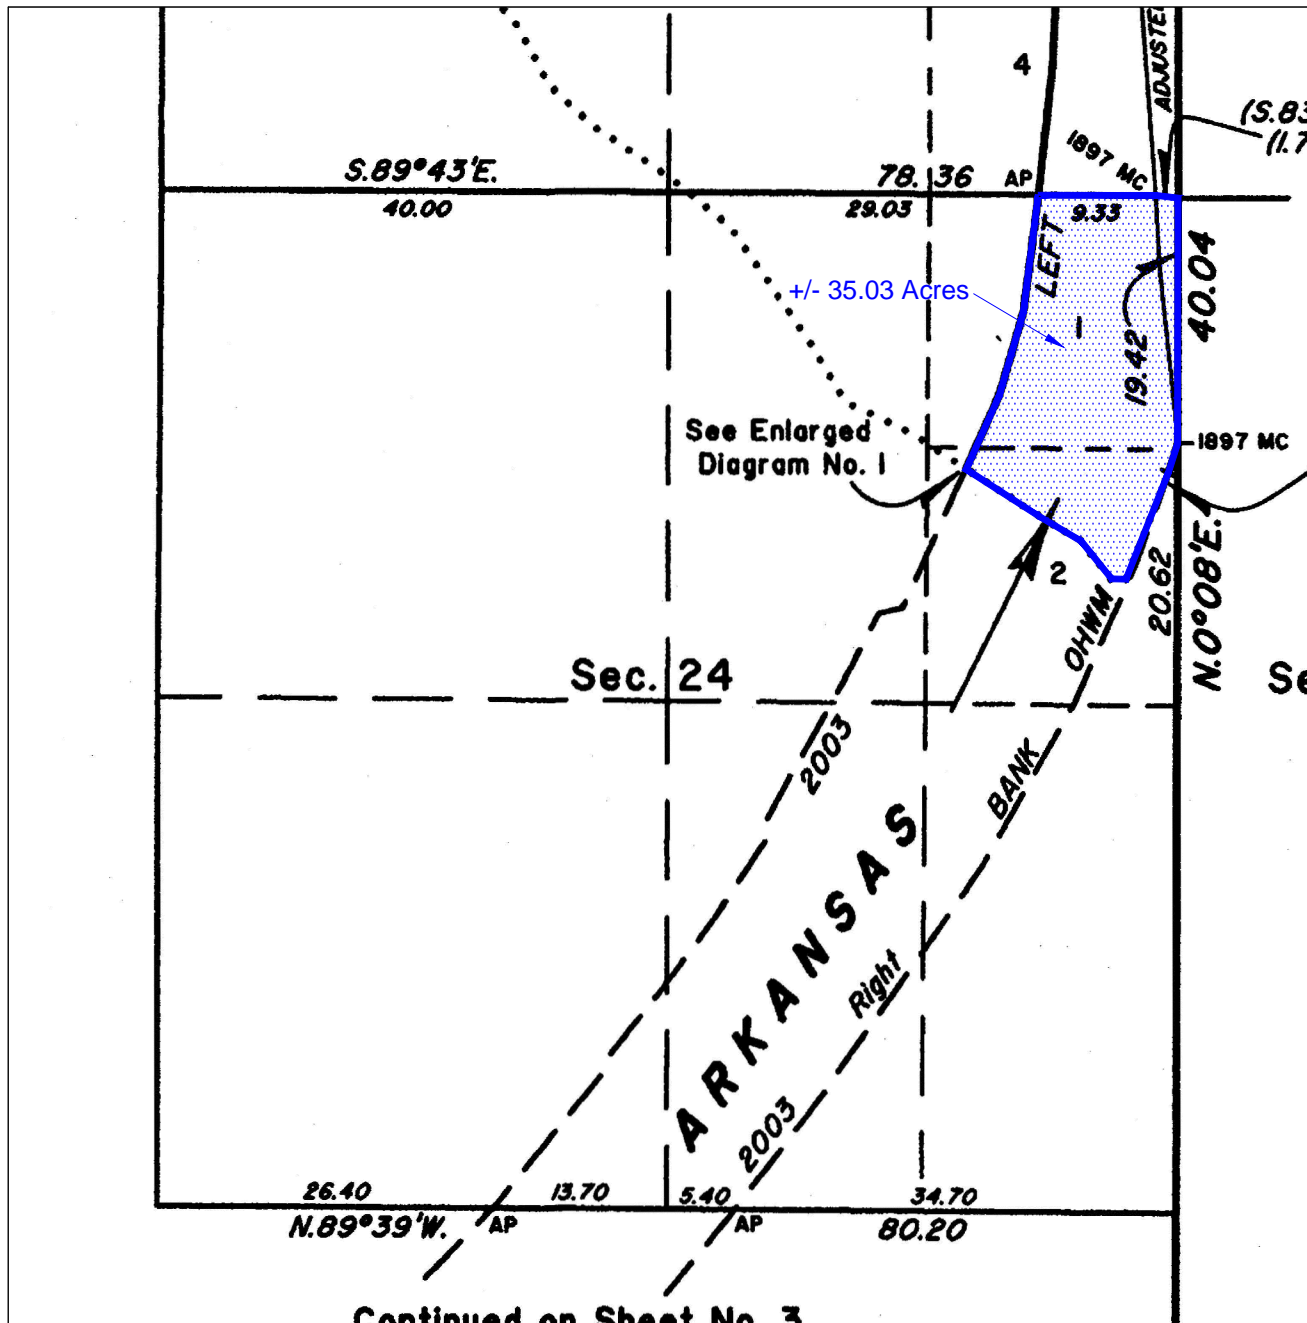 ADJUSTE
4
(S.83
(1.7
1897 MC
S.89°43'E.
78.36
AP
40.00
29.03
9.33
LEFT
40.04
+/- 35.03 Acres
1
19.42
See Enlarged
Diagram No. 1
1897 MC
2
20.62
N.0°08'E.
OHWM
Sec. 24
Se
2003
BANK
ARKANSAS
Right
2003
26.40
13.70
5.40
34.70
N.89°39'W.
AP
AP
80.20
Continued on Sheet No. 3